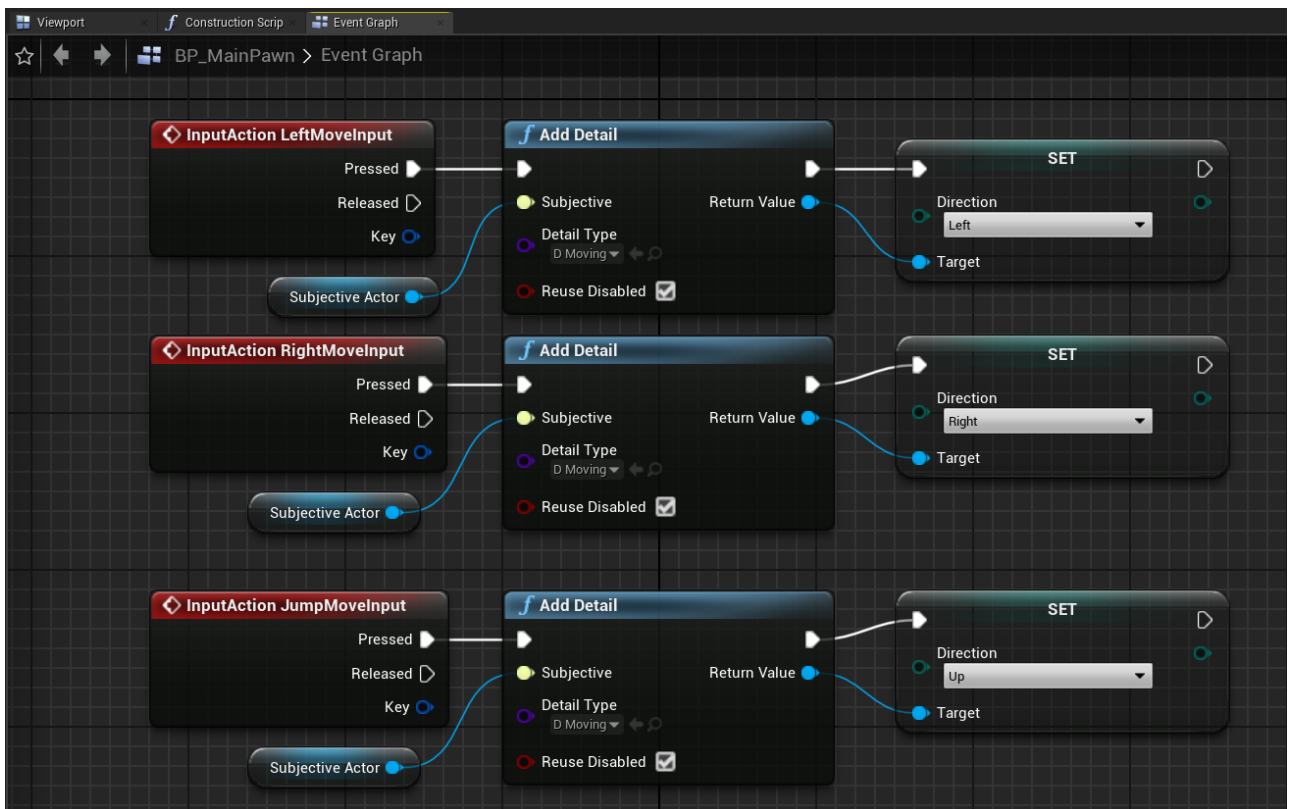 Viewport
Construction Scrip
Event Graph
BP_MainPawn > Event Graph
InputAction LeftMoveInput
Pressed
Released
Key
Subjective Actor
f Add Detail
Subjective
Return Value
Detail Type
D Moving
Reuse Disabled
SET
Direction
Left
Target
InputAction RightMoveInput
Pressed
Released
Key
Subjective Actor
f Add Detail
Subjective
Return Value
Detail Type
D Moving
Reuse Disabled
SET
Direction
Right
Target
InputAction JumpMoveInput
Pressed
Released
Key
Subjective Actor
f Add Detail
Subjective
Return Value
Detail Type
D Moving
Reuse Disabled
SET
Direction
Up
Target